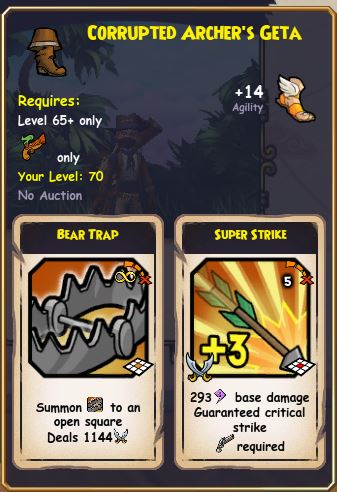 CORRUPTED ARCHER'S GETA
+14
Agility
Requires:
Level 65+ only
only
Your Level: 70
No Auction
BEAR TRAP
Summon to an
open square
Deals 1144
SUPER STRIKE
5
+3
293 base damage
Guaranteed critical
strike
required